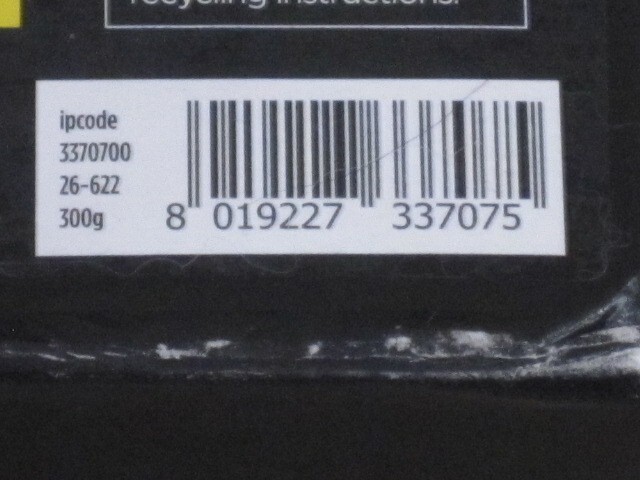 recycling instructions.
ipcode
3370700
26-622
300g
8 019227 337075